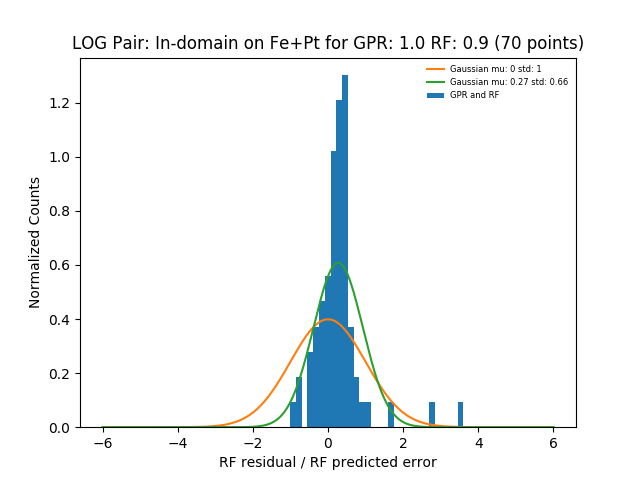 LOG Pair: In-domain on Fe+Pt for GPR: 1.0 RF: 0.9 (70 points)
Gaussian mu: 0 std: 1
Gaussian mu: 0.27 std: 0.66
GPR and RF
Normalized Counts
1.2
1.0
0.8
0.6
0.4
0.2
0.0
−6 −4 −2 0 2 4 6
RF residual / RF predicted error